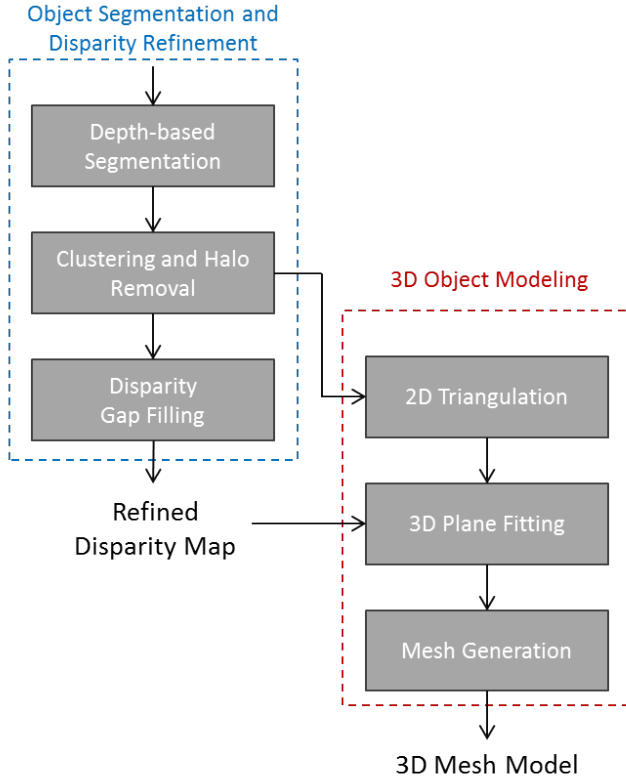 Object Segmentation and
Disparity Refinement
Depth-based
Segmentation
Clustering and Halo
Removal
Disparity
Gap Filling
Refined
Disparity Map
3D Object Modeling
2D Triangulation
3D Plane Fitting
Mesh Generation
3D Mesh Model